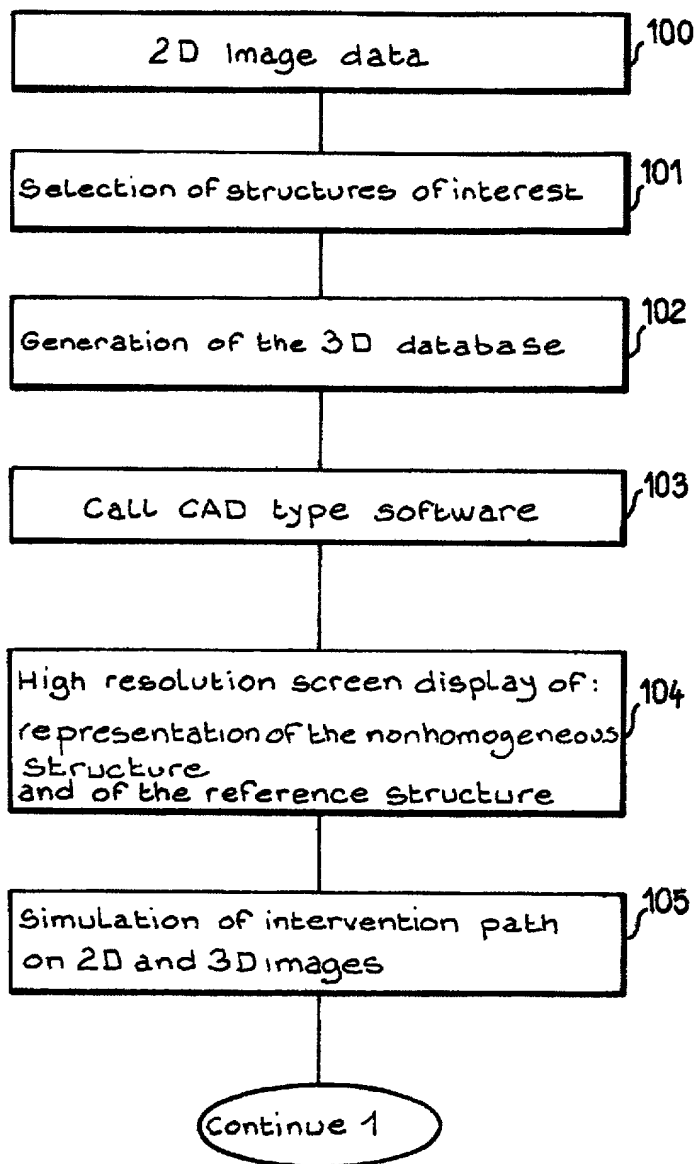 2D Image data
100
Selection of structures of interest
101
Generation of the 3D database
102
Call CAD type software
103
High resolution screen display of:
representation of the nonhomogeneous
structure
and of the reference structure
104
Simulation of intervention path
on 2D and 3D images
105
Continue 1